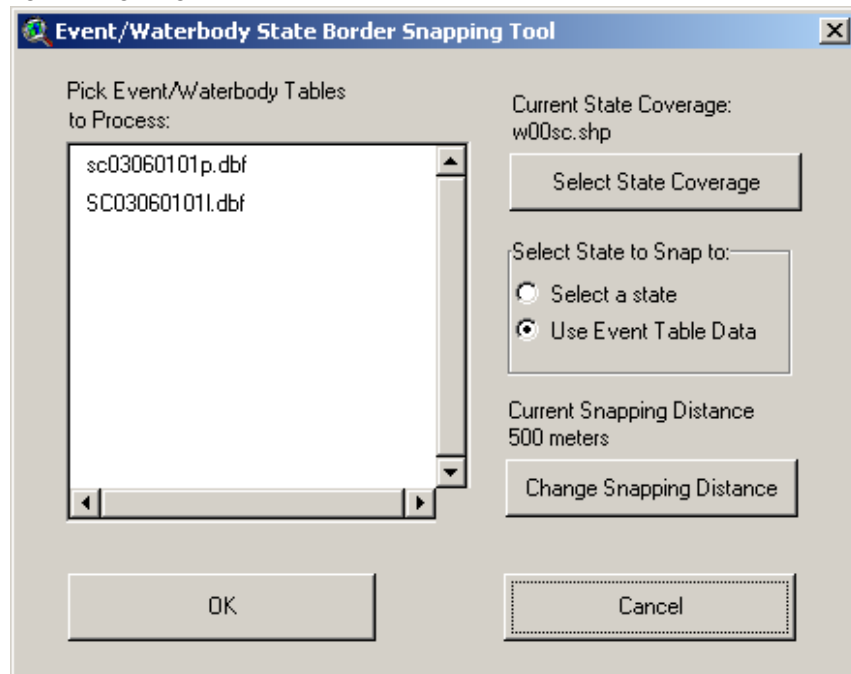 Event/Waterbody State Border Snapping Tool
Pick Event/Waterbody Tables
to Process:
sc03060101p.dbf
SC03060101l.dbf
Current State Coverage:
w00sc.shp
Select State Coverage
Select State to Snap to:
Select a state
Use Event Table Data
Current Snapping Distance
500 meters
Change Snapping Distance
OK
Cancel